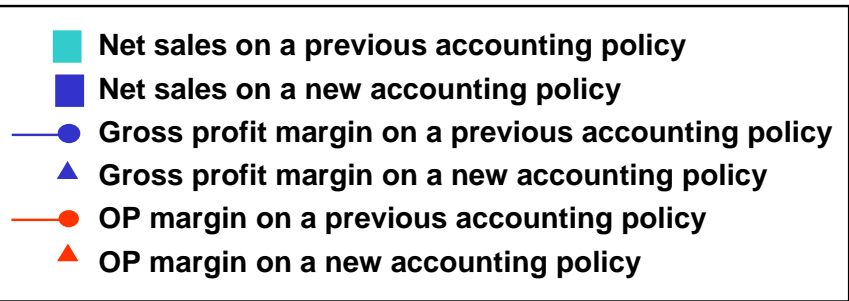 Net sales on a previous accounting policy
Net sales on a new accounting policy
Gross profit margin on a previous accounting policy
Gross profit margin on a new accounting policy
OP margin on a previous accounting policy
OP margin on a new accounting policy